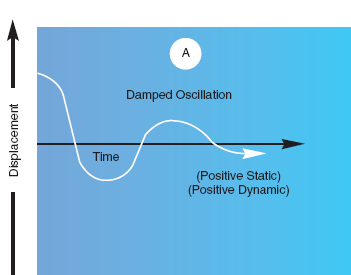 A
Damped Oscillation
Displacement
Time
(Positive Static)
(Positive Dynamic)